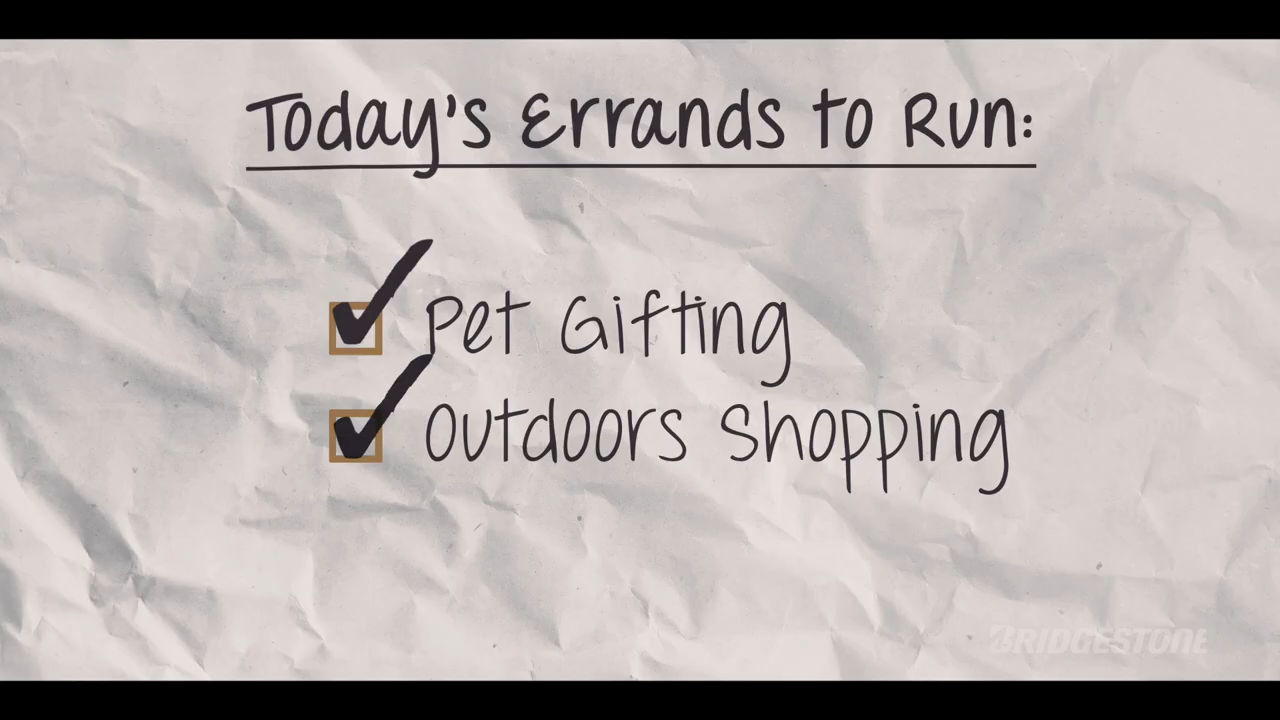 Today's Errands to Run:
Pet Gifting
Outdoors Shopping
BRIDGESTONE